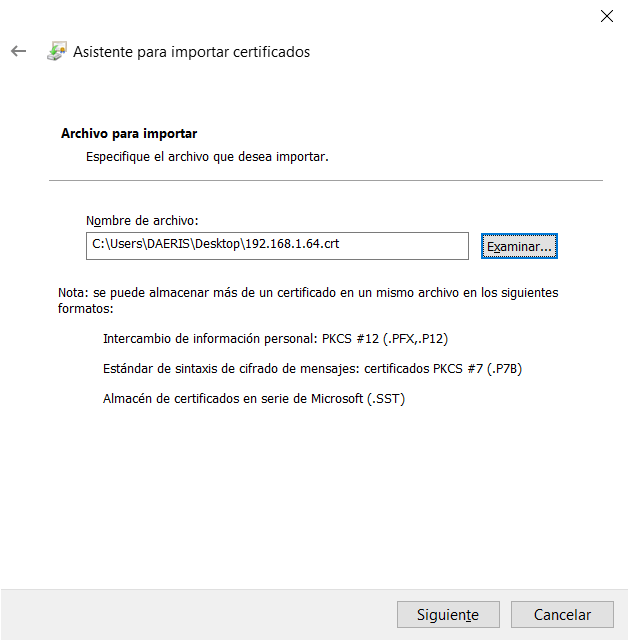 Asistente para importar certificados
Archivo para importar
Especifique el archivo que desea importar.
Nombre de archivo:
C:\Users\DAERIS\Desktop\192.168.1.64.crt
Examinar...
Nota: se puede almacenar más de un certificado en un mismo archivo en los siguientes
formatos:
Intercambio de información personal: PKCS #12 (.PFX,.P12)
Estándar de sintaxis de cifrado de mensajes: certificados PKCS #7 (.P7B)
Almacén de certificados en serie de Microsoft (.SST)
Siguiente
Cancelar